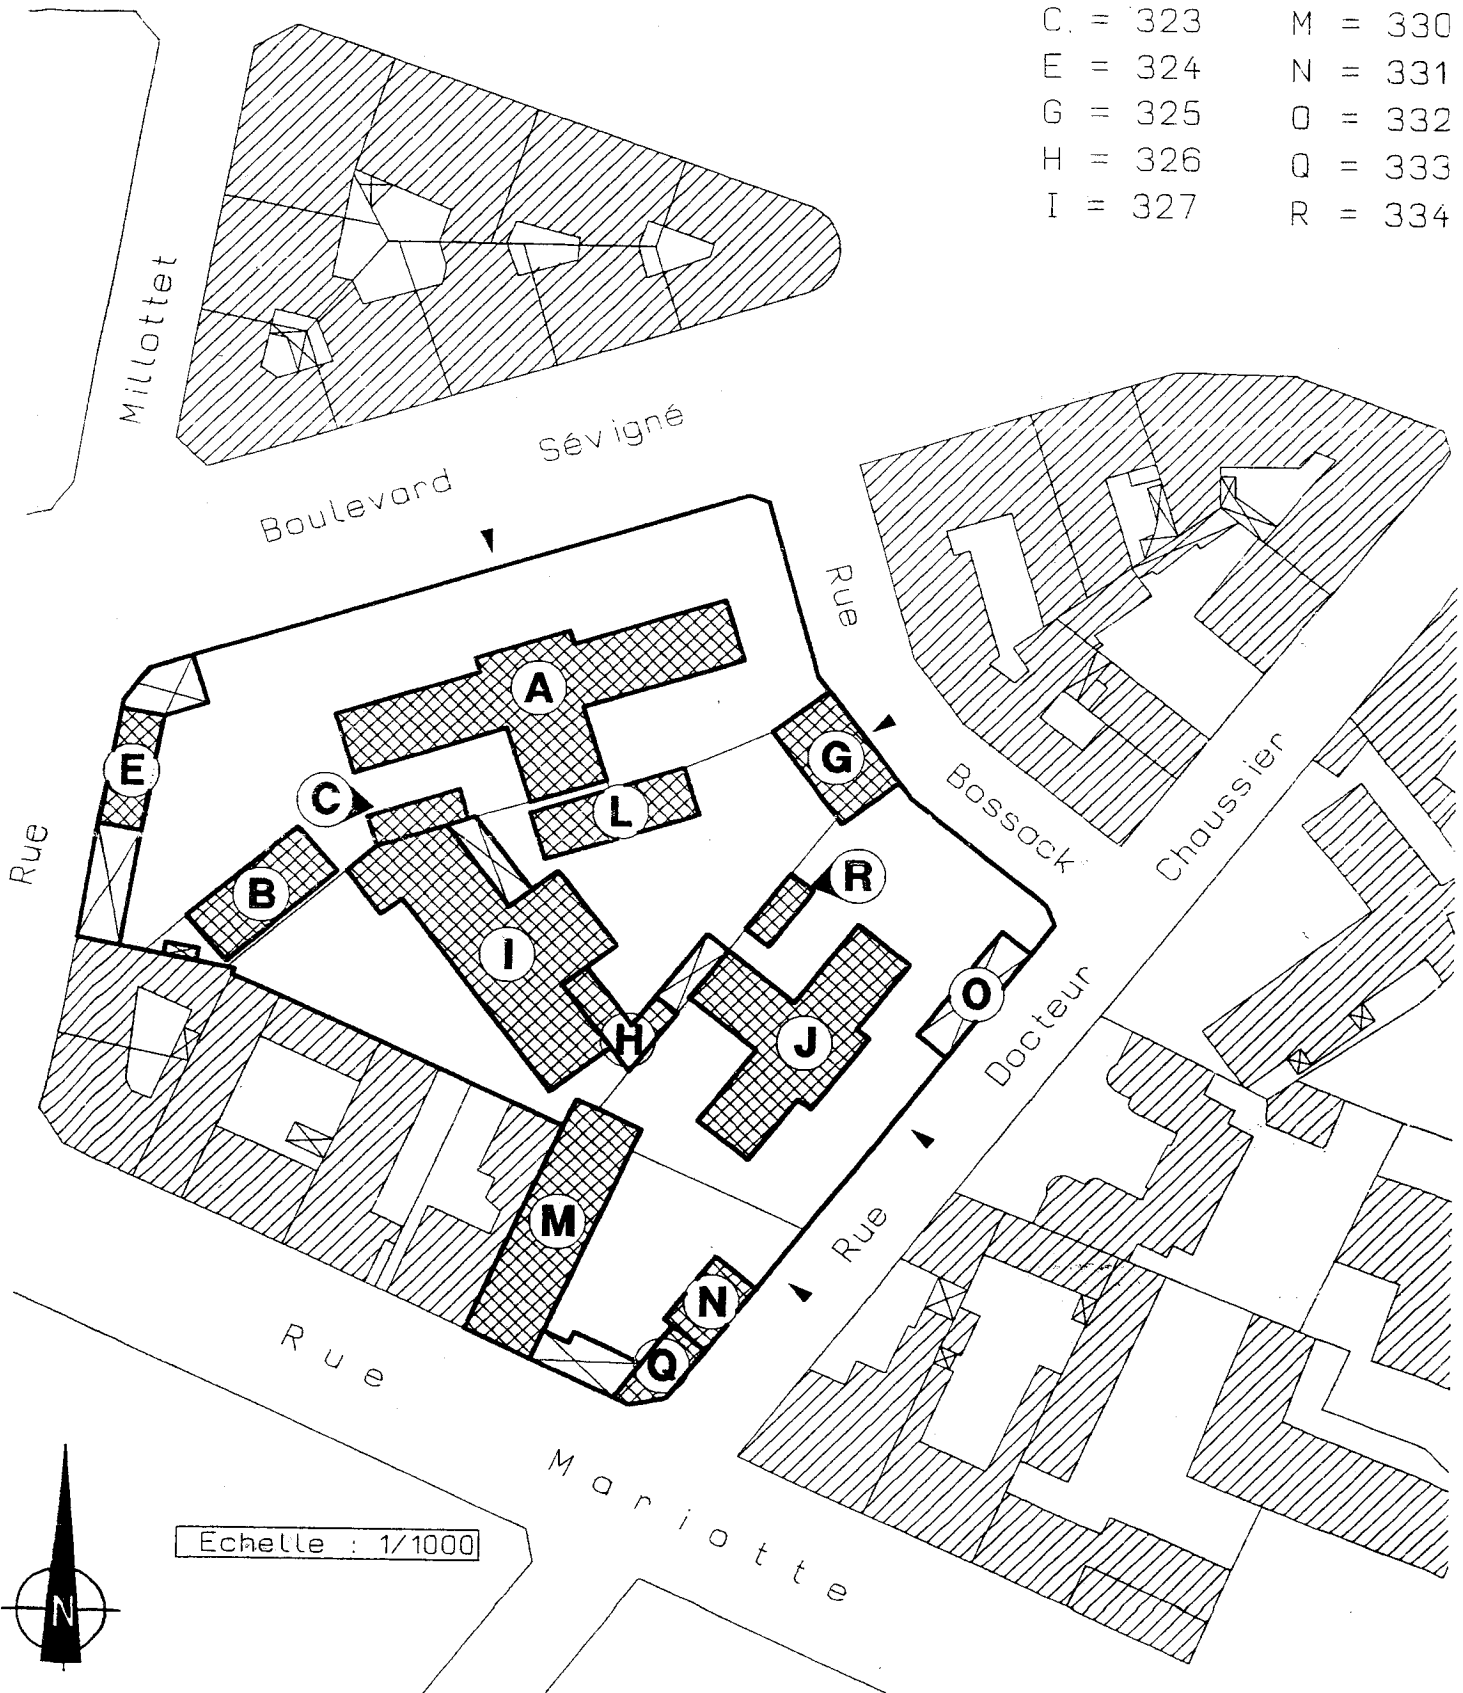 C. = 323
E = 324
G = 325
H = 326
I = 327
M = 330
N = 331
O = 332
Q = 333
R = 334
Millottet
Boulevard Sévigné
Rue
Bossack
Chaussier
A
E
C
G
L
B
R
I
O
H
J
Rue
Docteur
M
N
Rue
Q
Rue
Mariotte
Echelle : 1/1000
N